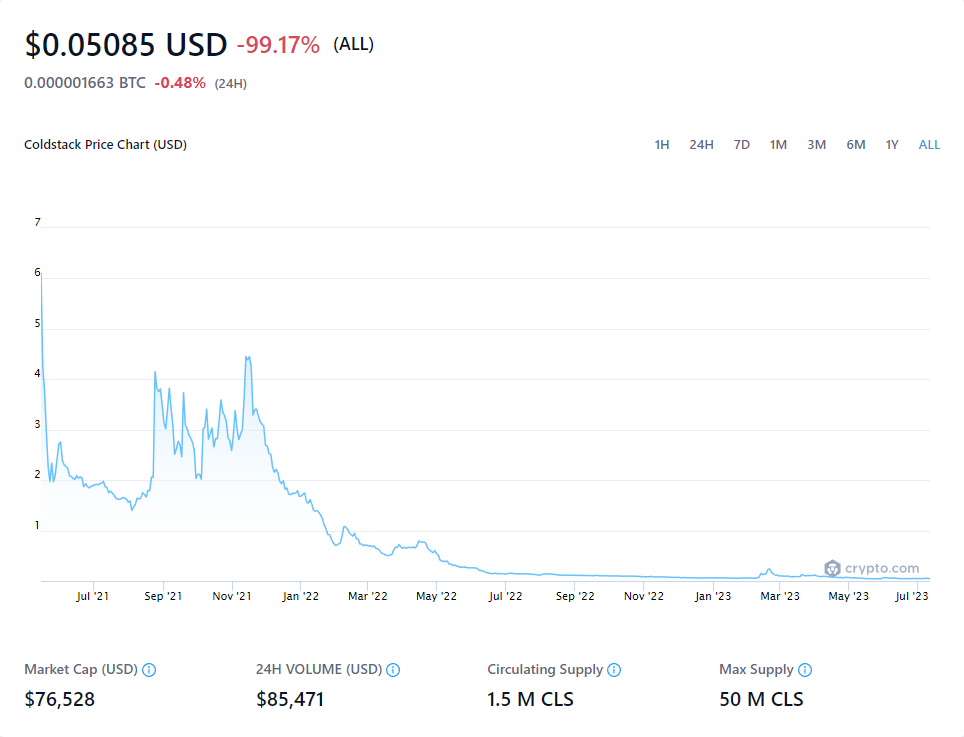 $0.05085 USD -99.17% (ALL)
0.000001663 BTC -0.48% (24H)
Coldstack Price Chart (USD) 1H 24H 7D 1M 3M 6M 1Y ALL
7
6
5
4
3
2
1
crypto.com
Jul '21 Sep '21 Nov '21 Jan '22 Mar '22 May '22 Jul '22 Sep '22 Nov '22 Jan '23 Mar '23 May '23 Jul '23
Market Cap (USD) 24H VOLUME (USD) Circulating Supply Max Supply
$76,528 $85,471 1.5 M CLS 50 M CLS